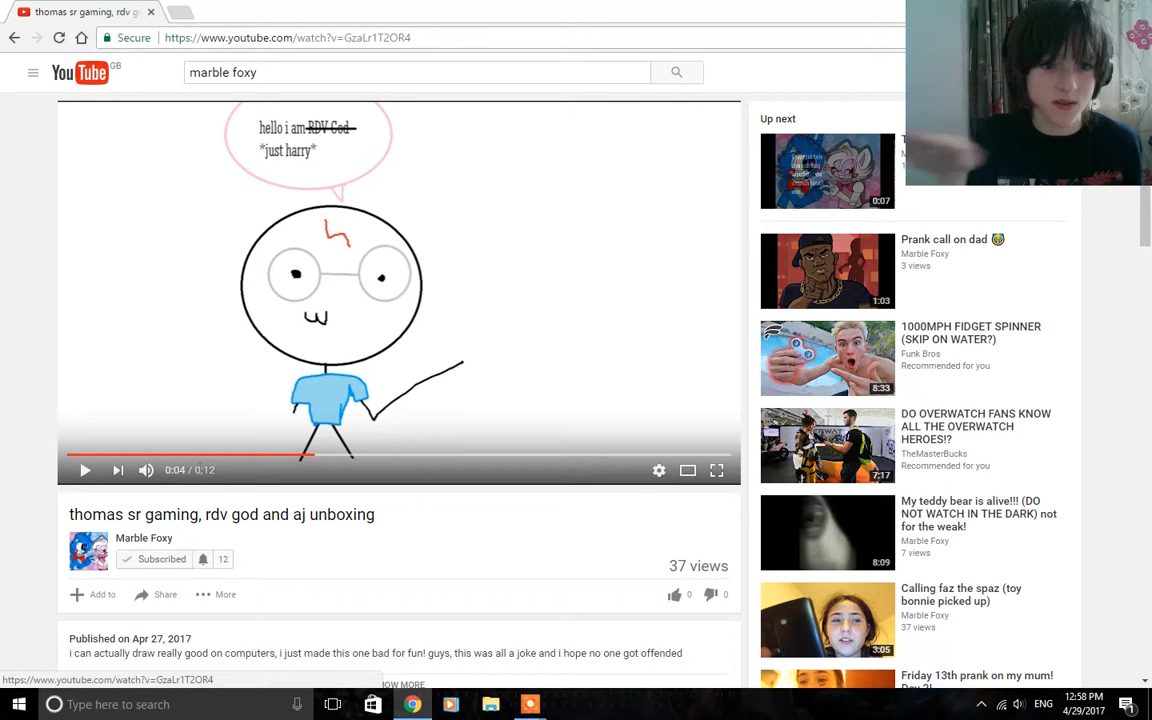 thomas sr gaming, rdv g
Secure
https://www.youtube.com/watch?v=GzaLr1T2OR4
YouTube GB
marble foxy
hello i am RDV God
*just harry*
0:04 / 0:12
thomas sr gaming, rdv god and aj unboxing
Marble Foxy
Subscribed 12
37 views
Add to Share More 0 0
Published on Apr 27, 2017
i can actually draw really good on computers, i just made this one bad for fun! guys, this was all a joke and i hope no one got offended
OW MORE
https://www.youtube.com/watch?v=GzaLr1T2OR4
Up next
0:07
Prank call on dad
Marble Foxy
3 views
1:03
1000MPH FIDGET SPINNER
(SKIP ON WATER?)
Funk Bros
Recommended for you
8:33
DO OVERWATCH FANS KNOW
ALL THE OVERWATCH
HEROES!?
TheMasterBucks
Recommended for you
7:17
My teddy bear is alive!!! (DO
NOT WATCH IN THE DARK) not
for the weak!
Marble Foxy
7 views
8:09
Calling faz the spaz (toy
bonnie picked up)
Marble Foxy
37 views
3:05
Friday 13th prank on my mum!
Type here to search
ENG
12:58 PM
4/29/2017
1